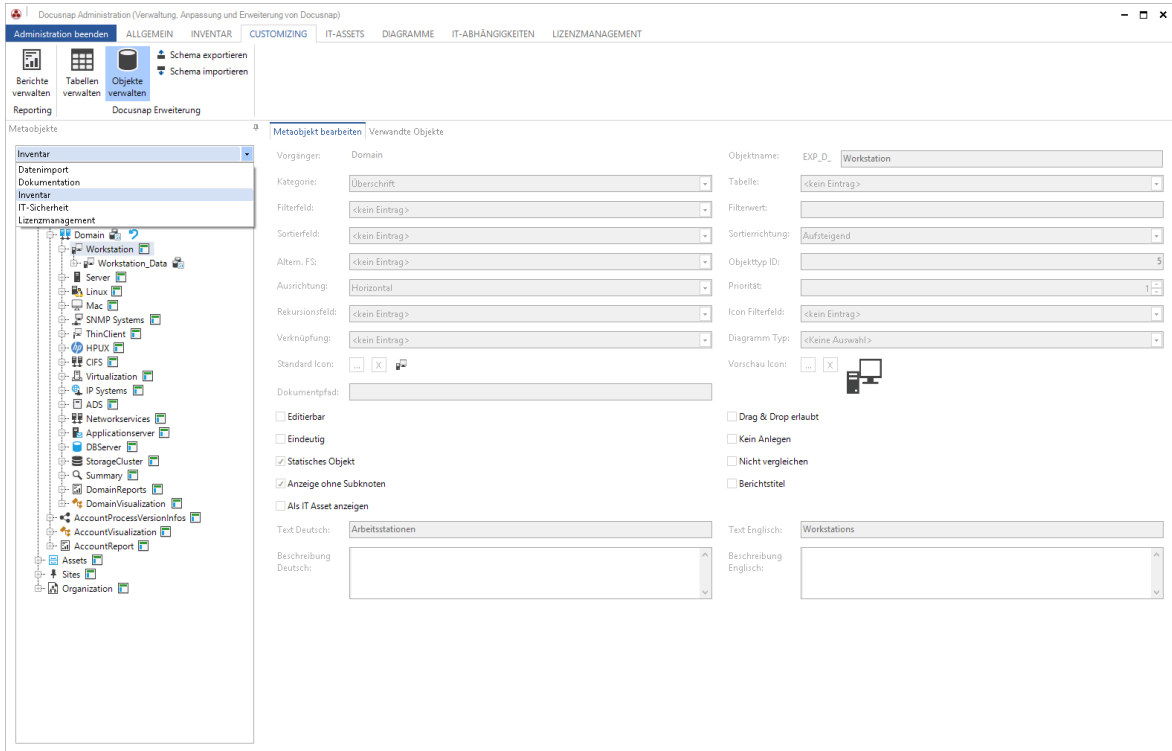 Docusnap Administration (Verwaltung, Anpassung und Erweiterung von Docusnap)
Administration beenden ALLGEMEIN INVENTAR CUSTOMIZING IT-ASSETS DIAGRAMME IT-ABHÄNGIGKEITEN LIZENZMANAGEMENT
Berichte verwalten
Tabellen verwalten
Objekte verwalten
Schema exportieren
Schema importieren
Reporting Docusnap Erweiterung
Metaobjekte
Inventar
Datenimport
Dokumentation
Inventar
IT-Sicherheit
Lizenzmanagement
Domain
Workstation
Workstation_Data
Server
Linux
Mac
SNMP Systems
ThinClient
HPUX
CIFS
Virtualization
IP Systems
ADS
Networkservices
Applicationserver
DBServer
StorageCluster
Summary
DomainReports
DomainVisualization
AccountProcessVersionInfos
AccountVisualization
AccountReport
Assets
Sites
Organization
Metaobjekt bearbeiten Verwandte Objekte
Vorgänger: Domain Objektname: EXP_D_ Workstation
Kategorie: Überschrift Tabelle: <kein Eintrag>
Filterfeld: <kein Eintrag> Filterwert:
Sortierfeld: <kein Eintrag> Sortierrichtung: Aufsteigend
Altern. FS: <kein Eintrag> Objekttyp ID: 5
Ausrichtung: Horizontal Priorität: 1
Rekursionsfeld: <kein Eintrag> Icon Filterfeld: <kein Eintrag>
Verknüpfung: <kein Eintrag> Diagramm Typ: <Keine Auswahl>
Standard Icon: ... X Vorschau Icon: ... X
Dokumentpfad:
Editierbar Drag & Drop erlaubt
Eindeutig Kein Anlegen
Statisches Objekt Nicht vergleichen
Anzeige ohne Subknoten Berichtstitel
Als IT Asset anzeigen
Text Deutsch: Arbeitsstationen Text Englisch: Workstations
Beschreibung Deutsch: Beschreibung Englisch: